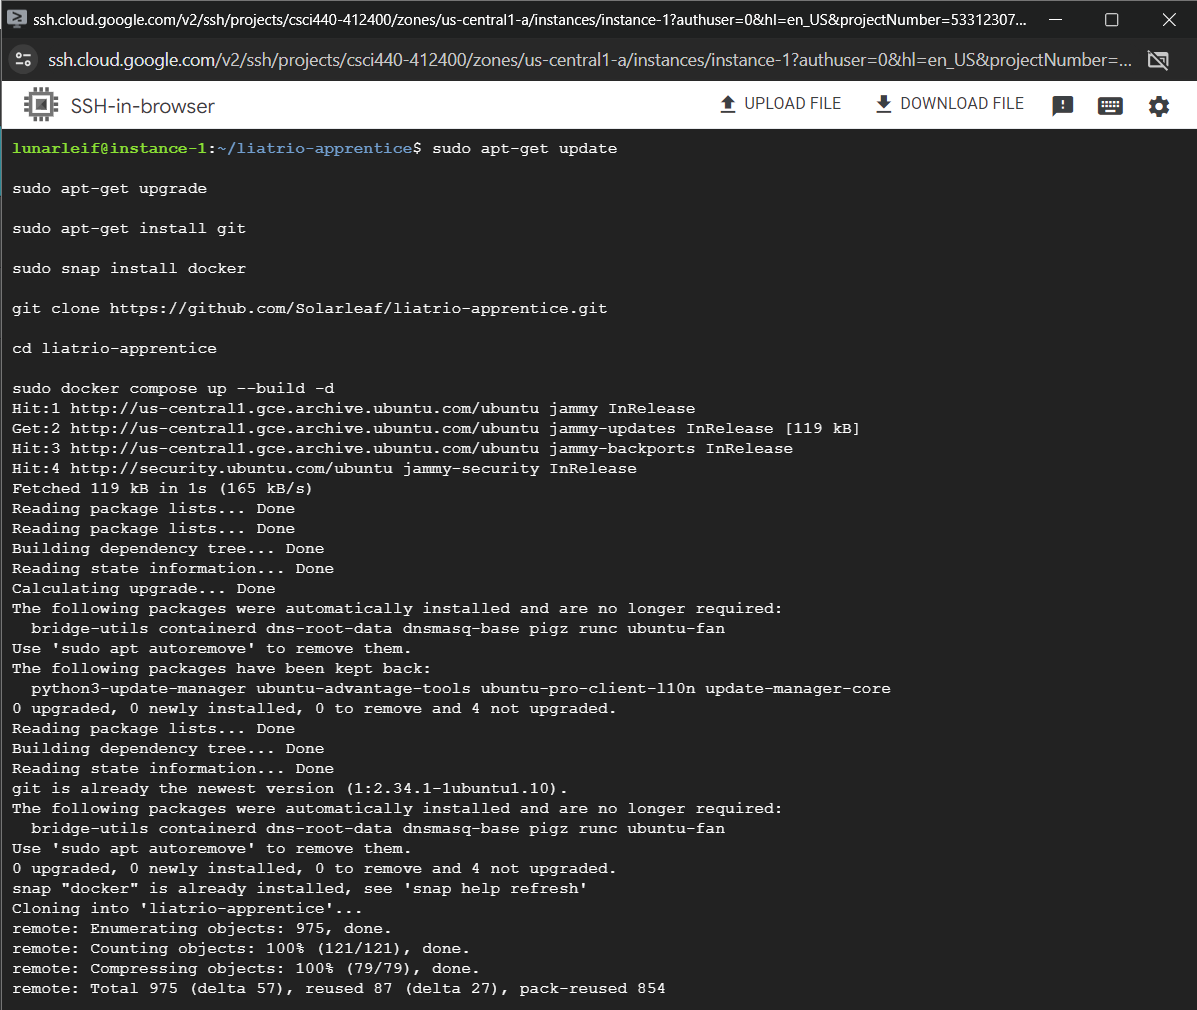 ssh.cloud.google.com/v2/ssh/projects/csci440-412400/zones/us-central1-a/instances/instance-1?authuser=0&hl=en_US&projectNumber=53312307...
ssh.cloud.google.com/v2/ssh/projects/csci440-412400/zones/us-central1-a/instances/instance-1?authuser=0&hl=en_US&projectNumber=...
SSH-in-browser UPLOAD FILE DOWNLOAD FILE
lunarleif@instance-1:~/liatrio-apprentice$ sudo apt-get update
sudo apt-get upgrade
sudo apt-get install git
sudo snap install docker
git clone https://github.com/Solarleaf/liatrio-apprentice.git
cd liatrio-apprentice
sudo docker compose up --build -d
Hit:1 http://us-central1.gce.archive.ubuntu.com/ubuntu jammy InRelease
Get:2 http://us-central1.gce.archive.ubuntu.com/ubuntu jammy-updates InRelease [119 kB]
Hit:3 http://us-central1.gce.archive.ubuntu.com/ubuntu jammy-backports InRelease
Hit:4 http://security.ubuntu.com/ubuntu jammy-security InRelease
Fetched 119 kB in 1s (165 kB/s)
Reading package lists... Done
Reading package lists... Done
Building dependency tree... Done
Reading state information... Done
Calculating upgrade... Done
The following packages were automatically installed and are no longer required:
  bridge-utils containerd dns-root-data dnsmasq-base pigz runc ubuntu-fan
Use 'sudo apt autoremove' to remove them.
The following packages have been kept back:
  python3-update-manager ubuntu-advantage-tools ubuntu-pro-client-l10n update-manager-core
0 upgraded, 0 newly installed, 0 to remove and 4 not upgraded.
Reading package lists... Done
Building dependency tree... Done
Reading state information... Done
git is already the newest version (1:2.34.1-1ubuntu1.10).
The following packages were automatically installed and are no longer required:
  bridge-utils containerd dns-root-data dnsmasq-base pigz runc ubuntu-fan
Use 'sudo apt autoremove' to remove them.
0 upgraded, 0 newly installed, 0 to remove and 4 not upgraded.
snap "docker" is already installed, see 'snap help refresh'
Cloning into 'liatrio-apprentice'...
remote: Enumerating objects: 975, done.
remote: Counting objects: 100% (121/121), done.
remote: Compressing objects: 100% (79/79), done.
remote: Total 975 (delta 57), reused 87 (delta 27), pack-reused 854